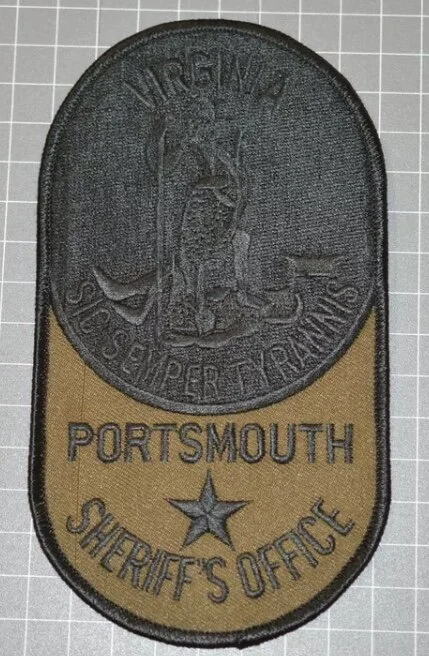 VIRGINIA
SIC SEMPER TYRANNIS
PORTSMOUTH
SHERIFF'S OFFICE